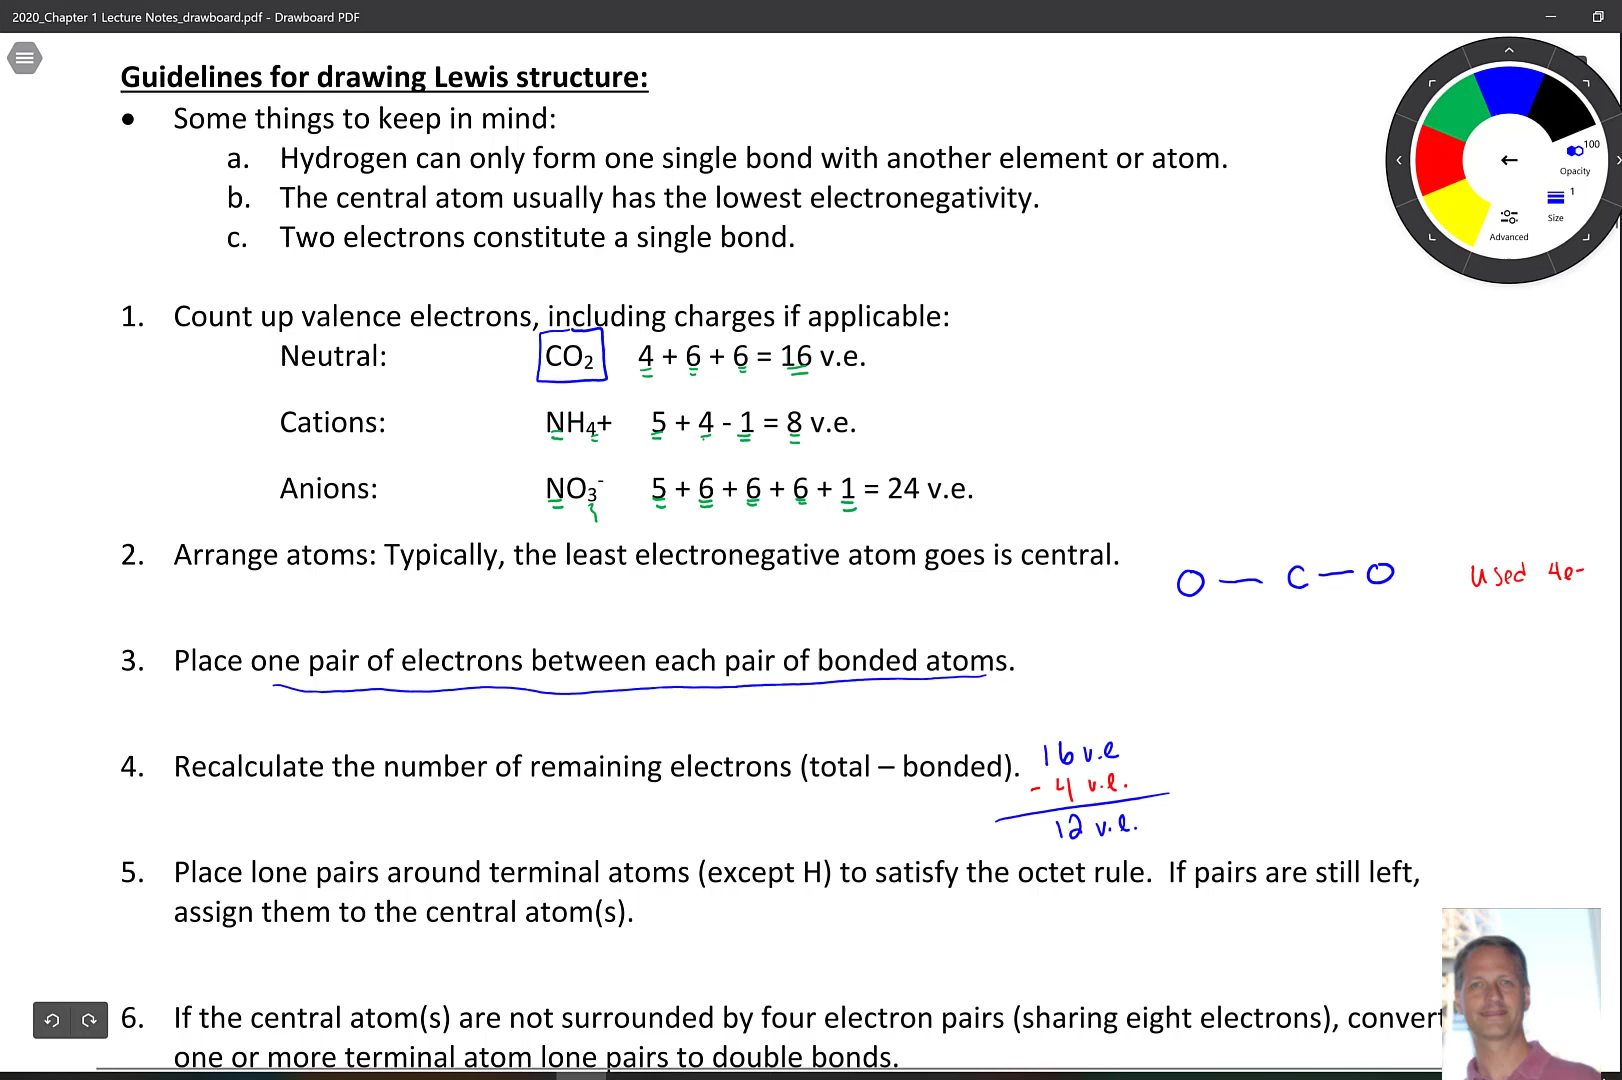 2020_Chapter 1 Lecture Notes_drawboard.pdf - Drawboard PDF
Guidelines for drawing Lewis structure:
• Some things to keep in mind:
a. Hydrogen can only form one single bond with another element or atom.
b. The central atom usually has the lowest electronegativity.
c. Two electrons constitute a single bond.
100
Opacity
1
Size
Advanced
1. Count up valence electrons, including charges if applicable:
Neutral: CO₂ 4 + 6 + 6 = 16 v.e.
Cations: NH₄+ 5 + 4 - 1 = 8 v.e.
Anions: NO₃⁻ 5 + 6 + 6 + 6 + 1 = 24 v.e.
2. Arrange atoms: Typically, the least electronegative atom goes is central.
O — C — O used 4e-
3. Place one pair of electrons between each pair of bonded atoms.
4. Recalculate the number of remaining electrons (total – bonded).
16 v.e
- 4 v.e.
12 v.e.
5. Place lone pairs around terminal atoms (except H) to satisfy the octet rule. If pairs are still left,
assign them to the central atom(s).
6. If the central atom(s) are not surrounded by four electron pairs (sharing eight electrons), convert
one or more terminal atom lone pairs to double bonds.